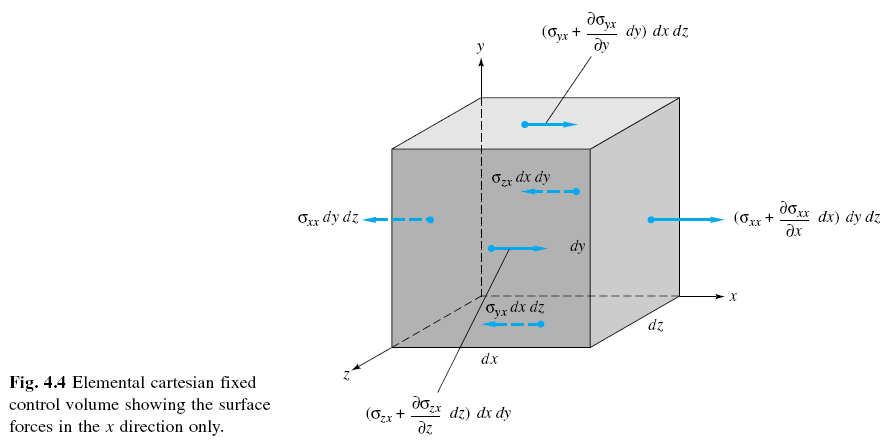 (σyx + ∂σyx/∂y dy) dx dz
y
σzx dx dy
σxx dy dz
(σxx + ∂σxx/∂x dx) dy dz
dy
x
σyx dx dz
dz
dx
z
Fig. 4.4 Elemental cartesian fixed
control volume showing the surface
forces in the x direction only.
(σzx + ∂σzx/∂z dz) dx dy